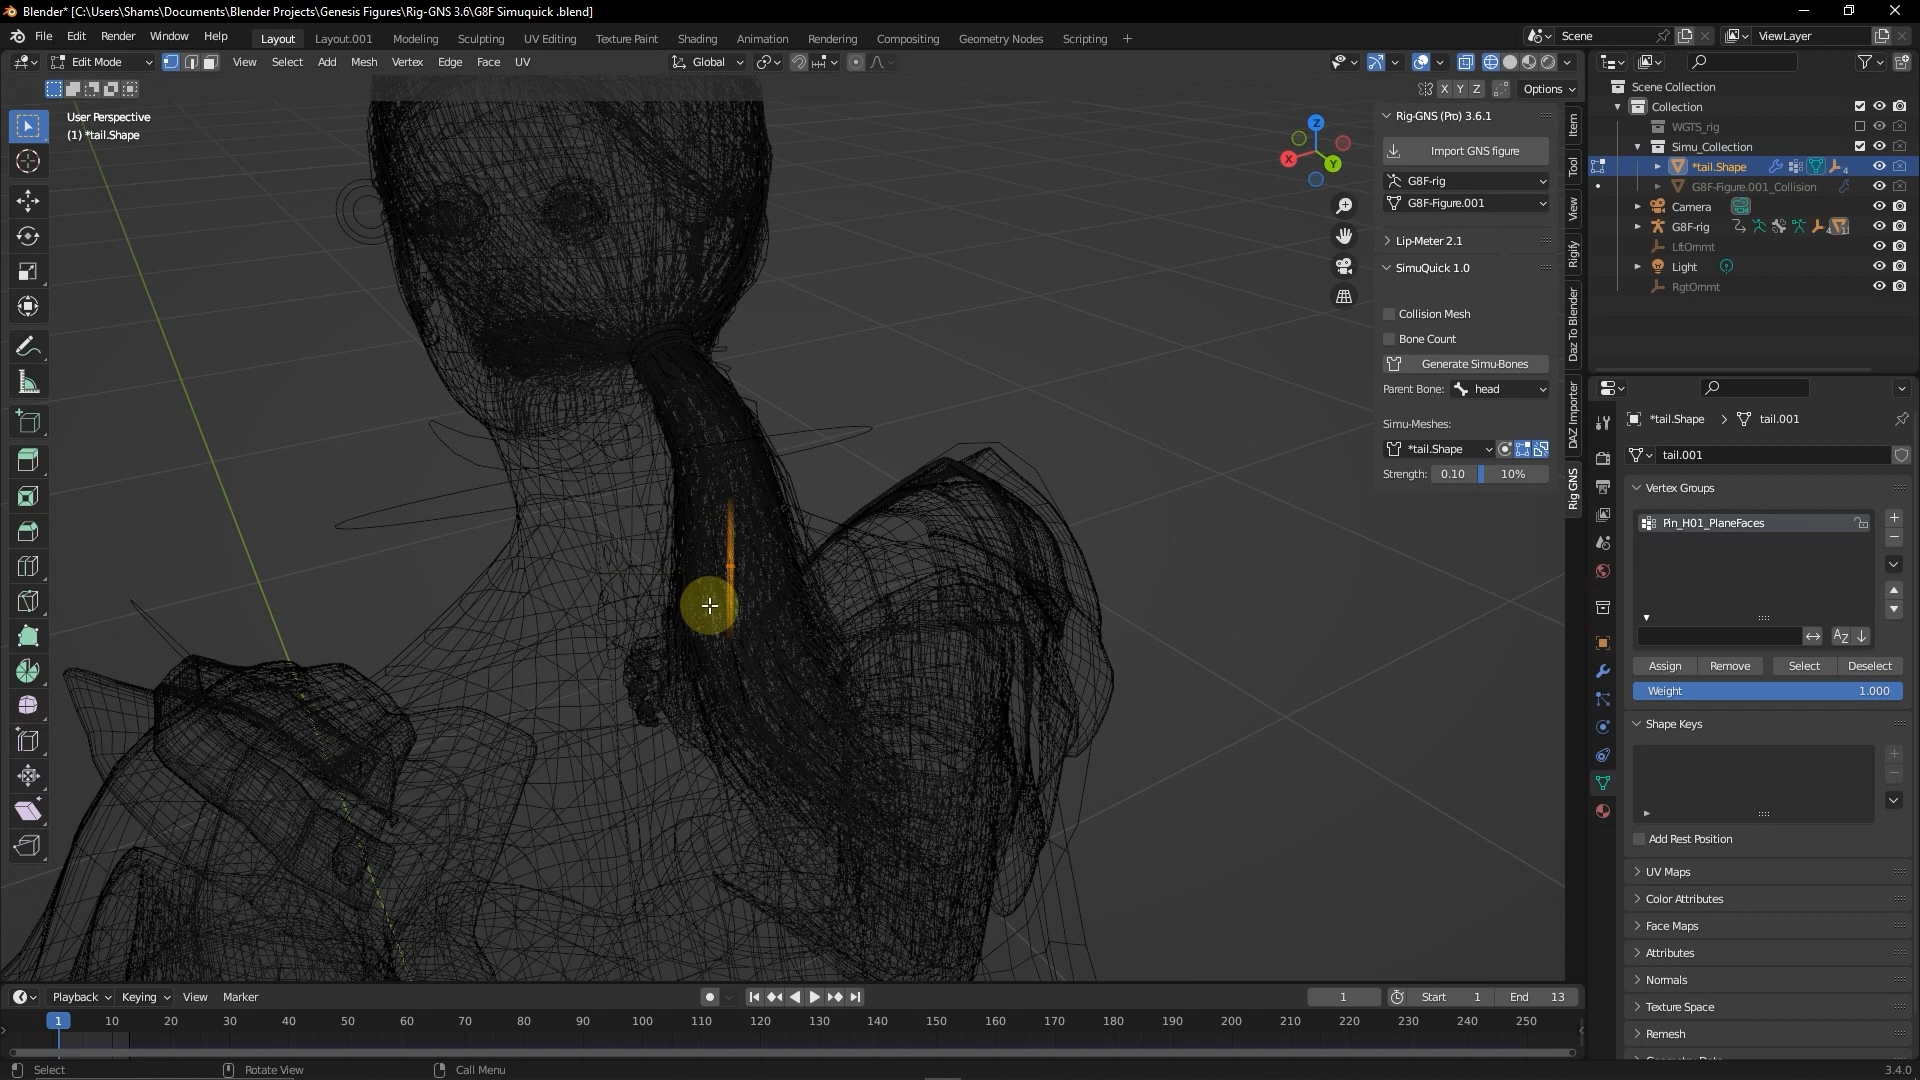 Blender* [C:\Users\Shams\Documents\Blender Projects\Genesis Figures\Rig-GNS 3.6\G8F Simuquick .blend]
File Edit Render Window Help
Layout Layout.001 Modeling Sculpting UV Editing Texture Paint Shading Animation Rendering Compositing Geometry Nodes Scripting
Scene
ViewLayer
Edit Mode
View Select Add Mesh Vertex Edge Face UV
Global
X Y Z
Options
User Perspective
(1) *tail.Shape
Z
X
Y
Rig-GNS (Pro) 3.6.1
Import GNS figure
G8F-rig
G8F-Figure.001
Lip-Meter 2.1
SimuQuick 1.0
Collision Mesh
Bone Count
Generate Simu-Bones
Parent Bone: head
Simu-Meshes:
*tail.Shape
Strength: 0.10 10%
Item
Tool
View
Rigify
Daz To Blender
DAZ Importer
Rig GNS
Scene Collection
Collection
WGTS_rig
Simu_Collection
*tail.Shape 4
G8F-Figure.001_Collision
Camera
G8F-rig 4 11
LftOrnmt
Light
RgtOrnmt
*tail.Shape tail.001
tail.001
Vertex Groups
Pin_H01_PlaneFaces
Assign Remove Select Deselect
Weight 1.000
Shape Keys
Add Rest Position
UV Maps
Color Attributes
Face Maps
Attributes
Normals
Texture Space
Remesh
Playback Keying View Marker
1 Start 1 End 13
1 10 20 30 40 50 60 70 80 90 100 110 120 130 140 150 160 170 180 190 200 210 220 230 240 250
Select Rotate View Call Menu 3.4.0